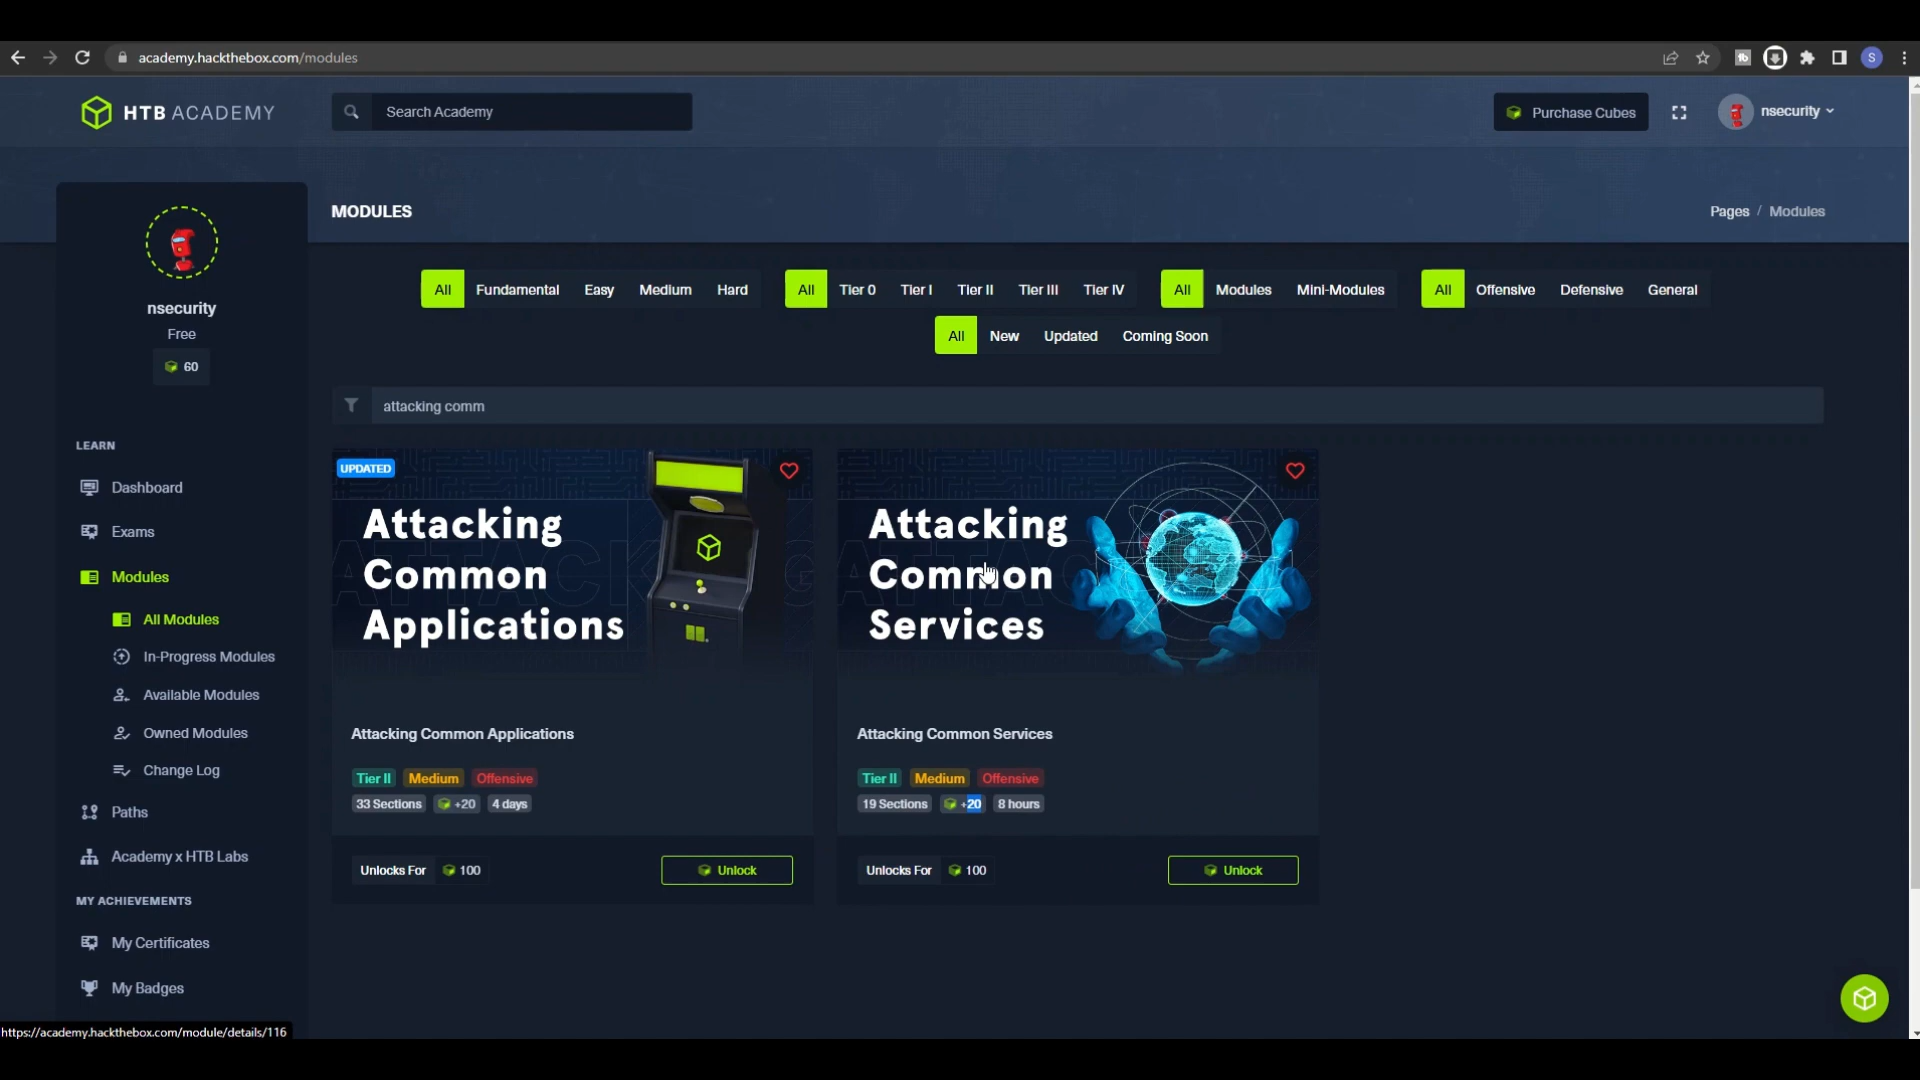 academy.hackthebox.com/modules
S
HTB ACADEMY
Search Academy
Purchase Cubes
nsecurity
MODULES
Pages / Modules
nsecurity
Free
60
All Fundamental Easy Medium Hard
All Tier 0 Tier I Tier II Tier III Tier IV
All Modules Mini-Modules
All Offensive Defensive General
All New Updated Coming Soon
attacking comm
LEARN
Dashboard
Exams
Modules
All Modules
In-Progress Modules
Available Modules
Owned Modules
Change Log
Paths
Academy x HTB Labs
MY ACHIEVEMENTS
My Certificates
My Badges
UPDATED
Attacking
Common
Applications
Attacking Common Applications
Tier II Medium Offensive
33 Sections +20 4 days
Unlocks For 100 Unlock
Attacking
Common
Services
Attacking Common Services
Tier II Medium Offensive
19 Sections +20 8 hours
Unlocks For 100 Unlock
https://academy.hackthebox.com/module/details/116